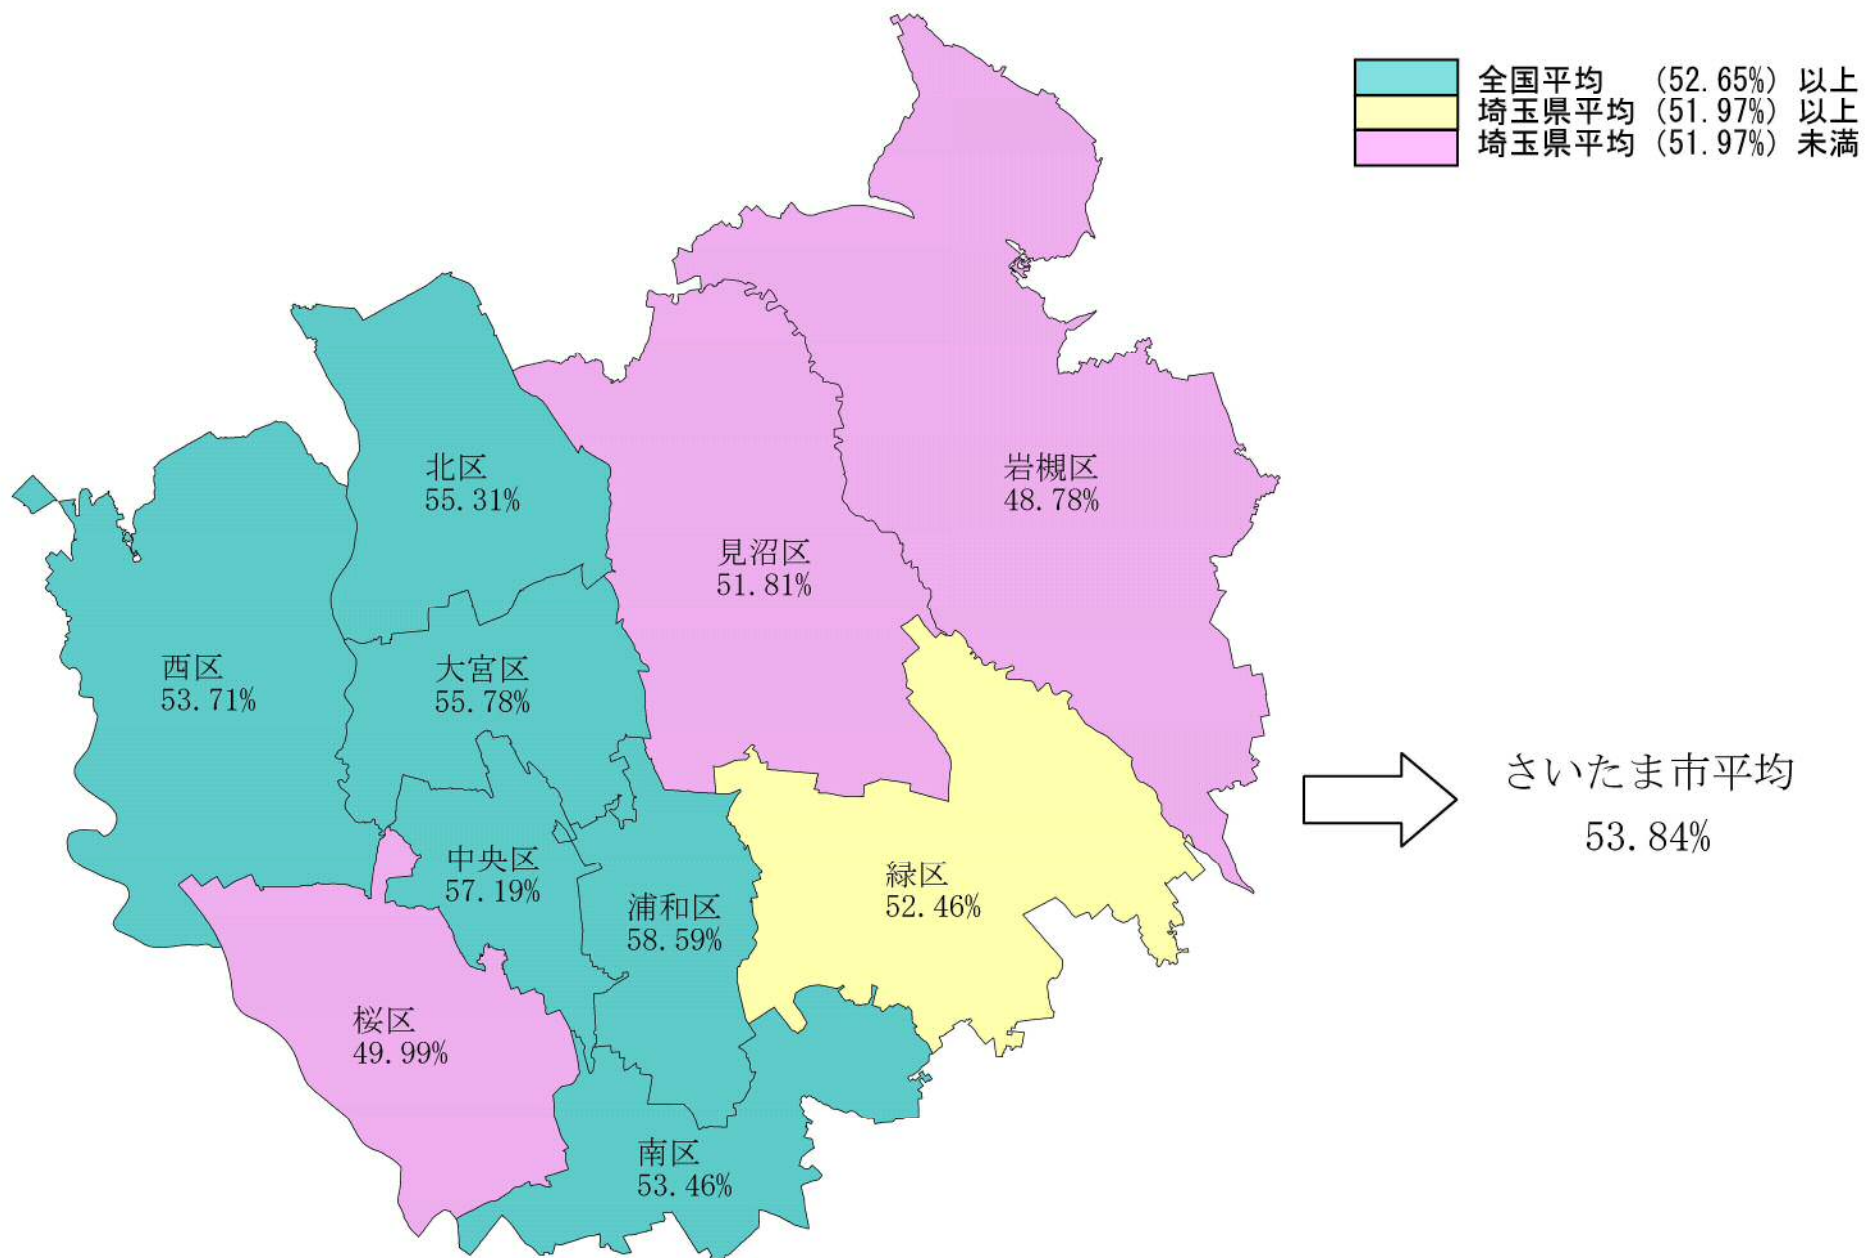 全国平均 (52.65%) 以上
埼玉県平均 (51.97%) 以上
埼玉県平均 (51.97%) 未満
北区
55.31%
岩槻区
48.78%
見沼区
51.81%
西区
53.71%
大宮区
55.78%
さいたま市平均
53.84%
中央区
57.19%
緑区
52.46%
浦和区
58.59%
桜区
49.99%
南区
53.46%